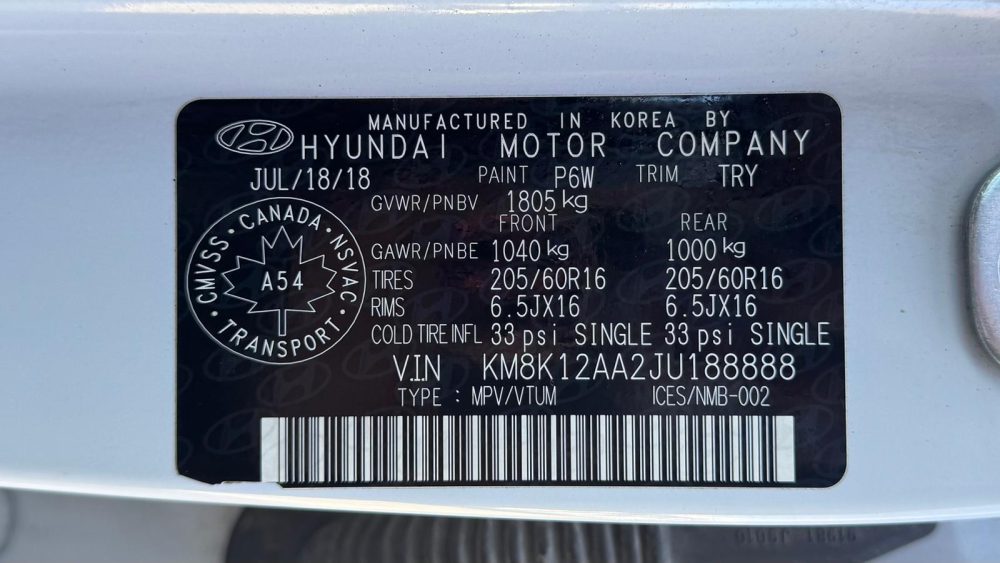 MANUFACTURED IN KOREA BY
HYUNDAI MOTOR COMPANY
JUL/18/18 PAINT P6W TRIM TRY
GVWR/PNBV 1805 kg
FRONT REAR
GAWR/PNBE 1040 kg 1000 kg
TIRES 205/60R16 205/60R16
RIMS 6.5JX16 6.5JX16
COLD TIRE INFL 33 psi SINGLE 33 psi SINGLE
V.I.N KM8K12AA2JU188888
TYPE : MPV/VTUM ICES/NMB-002
CMVSS · CANADA · NSVAC · TRANSPORT ·
A54